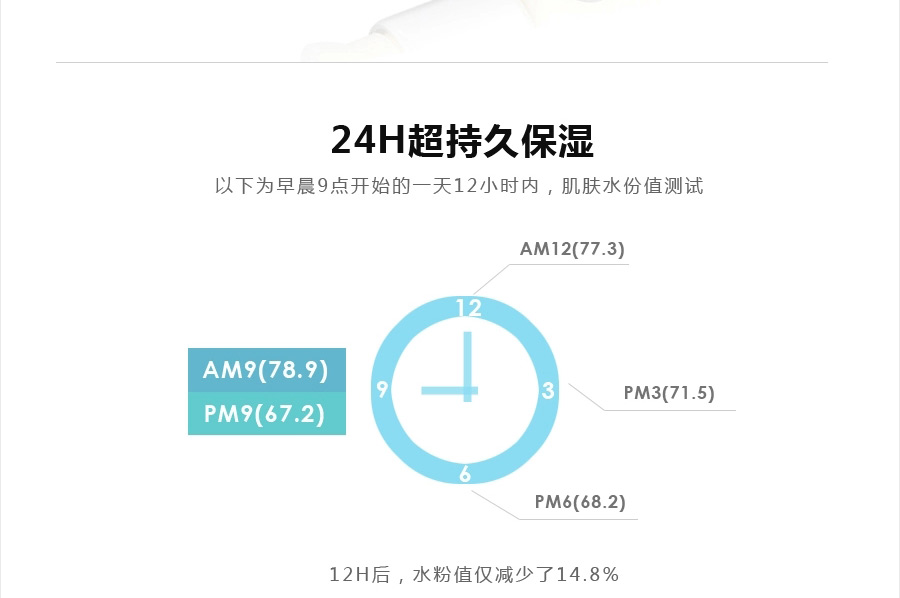 24H超持久保湿
以下为早晨9点开始的一天12小时内，肌肤水份值测试
AM12(77.3)
12
AM9(78.9)
9
3
PM3(71.5)
PM9(67.2)
6
PM6(68.2)
12H后，水粉值仅减少了14.8%